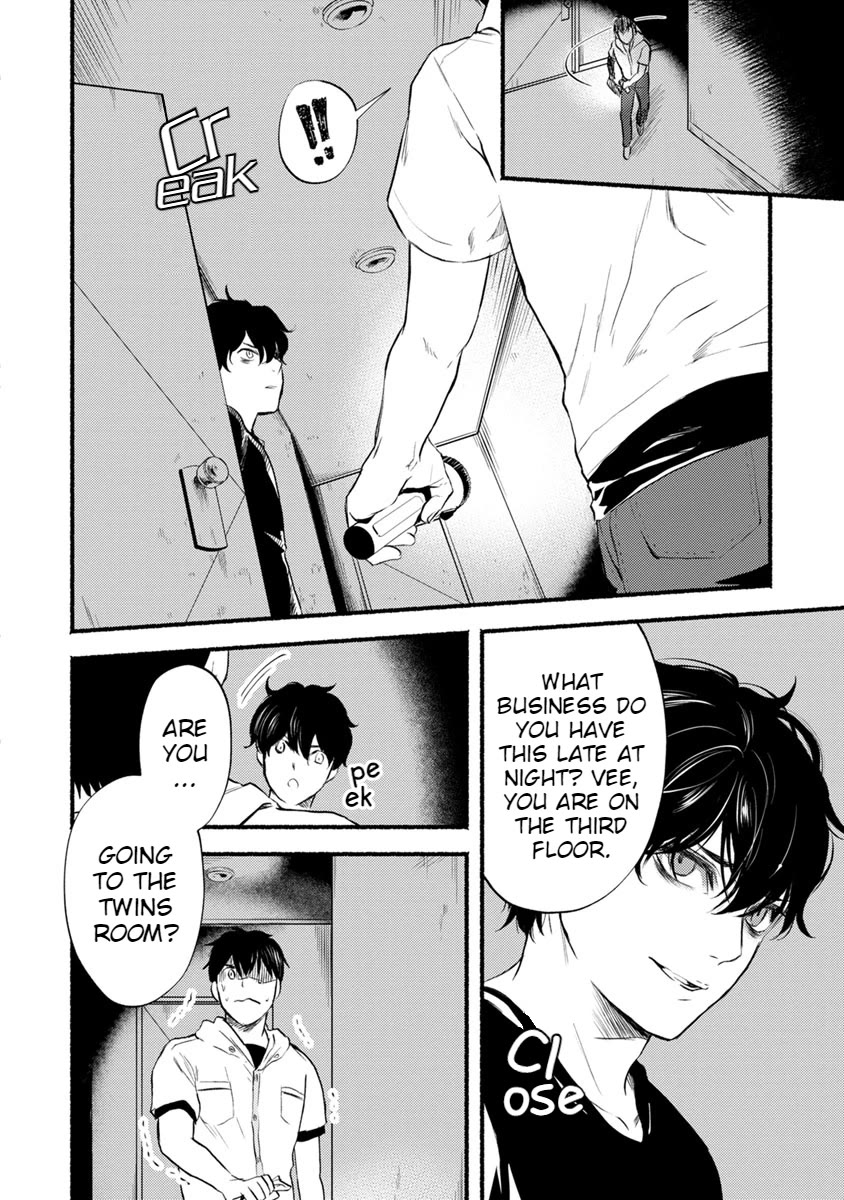 !!
Cr
eak
WHAT
BUSINESS DO
YOU HAVE
THIS LATE AT
NIGHT? VEE,
YOU ARE ON
THE THIRD
FLOOR.
Cl
ose
pe
ek
ARE
YOU
...
GOING
TO THE
TWINS
ROOM?